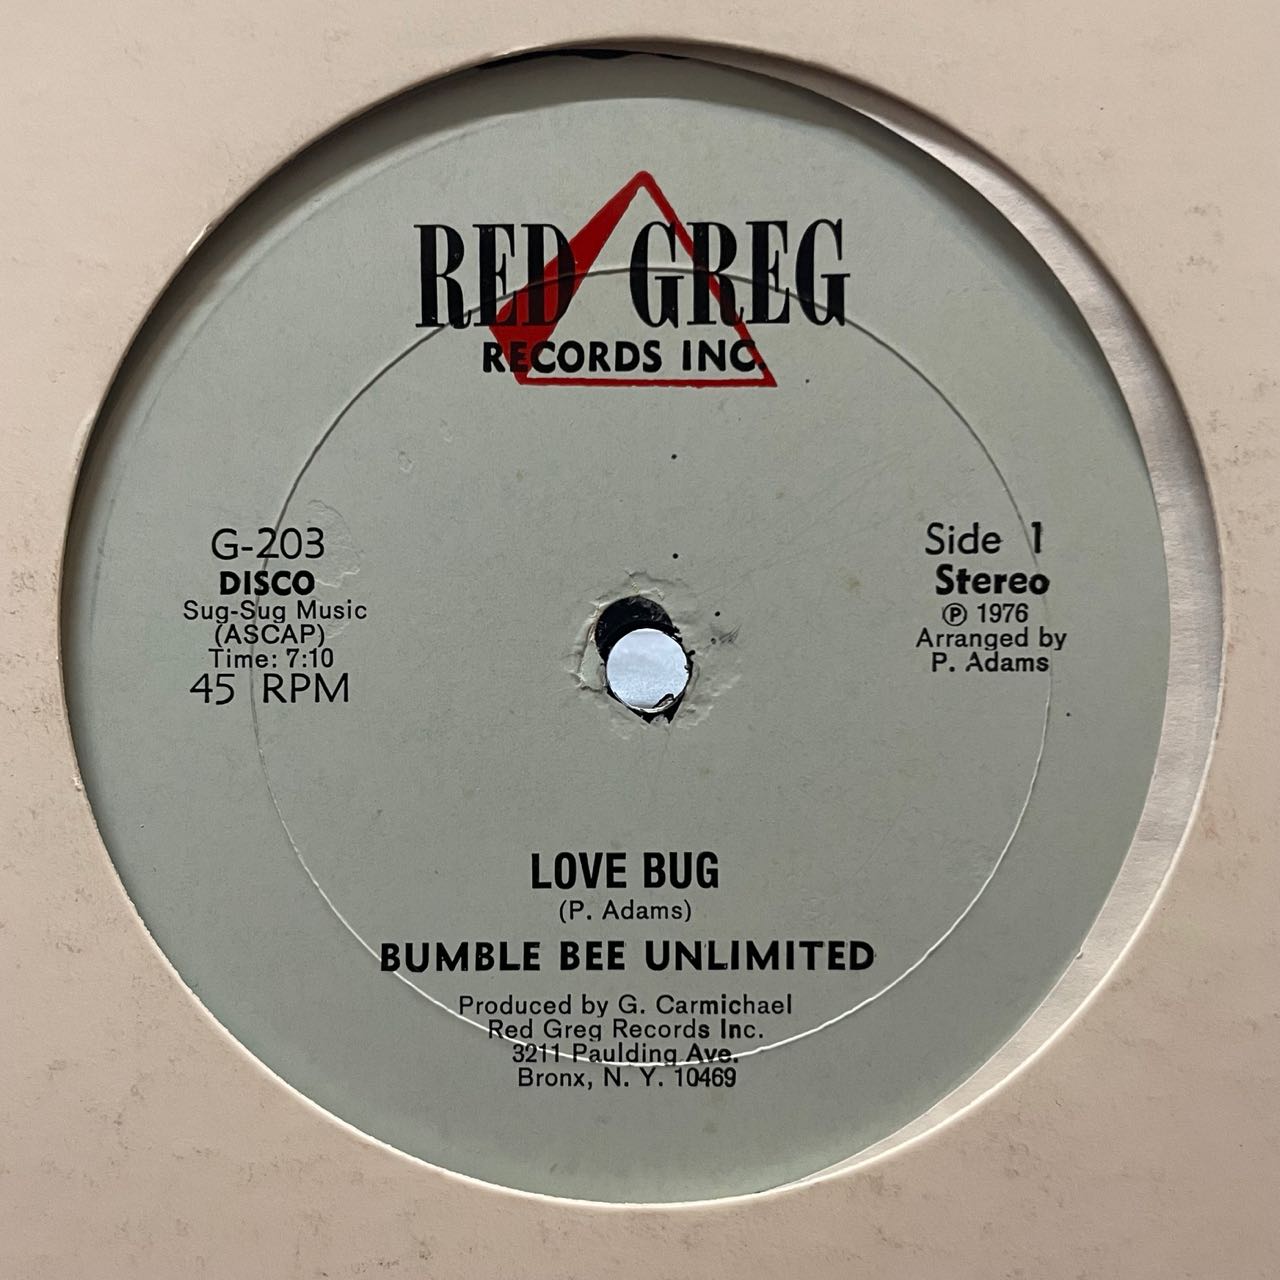 RED GREG
RECORDS INC.
G-203
DISCO
Sug-Sug Music
(ASCAP)
Time: 7:10
45 RPM
Side 1
Stereo
℗ 1976
Arranged by
P. Adams
LOVE BUG
(P. Adams)
BUMBLE BEE UNLIMITED
Produced by G. Carmichael
Red Greg Records Inc.
3211 Paulding Ave.
Bronx, N. Y. 10469